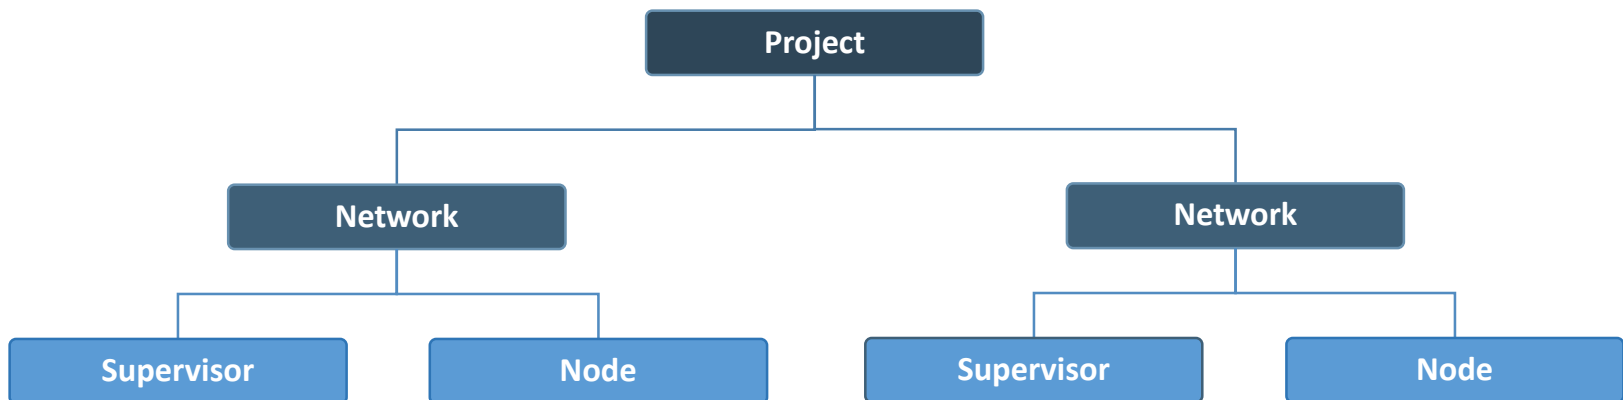 Project
Network
Network
Supervisor
Node
Supervisor
Node